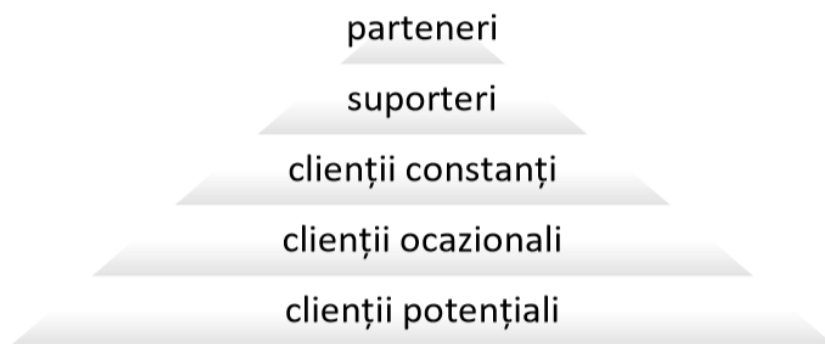 parteneri
suporteri
clienții constanți
clienții ocazionali
clienții potențiali